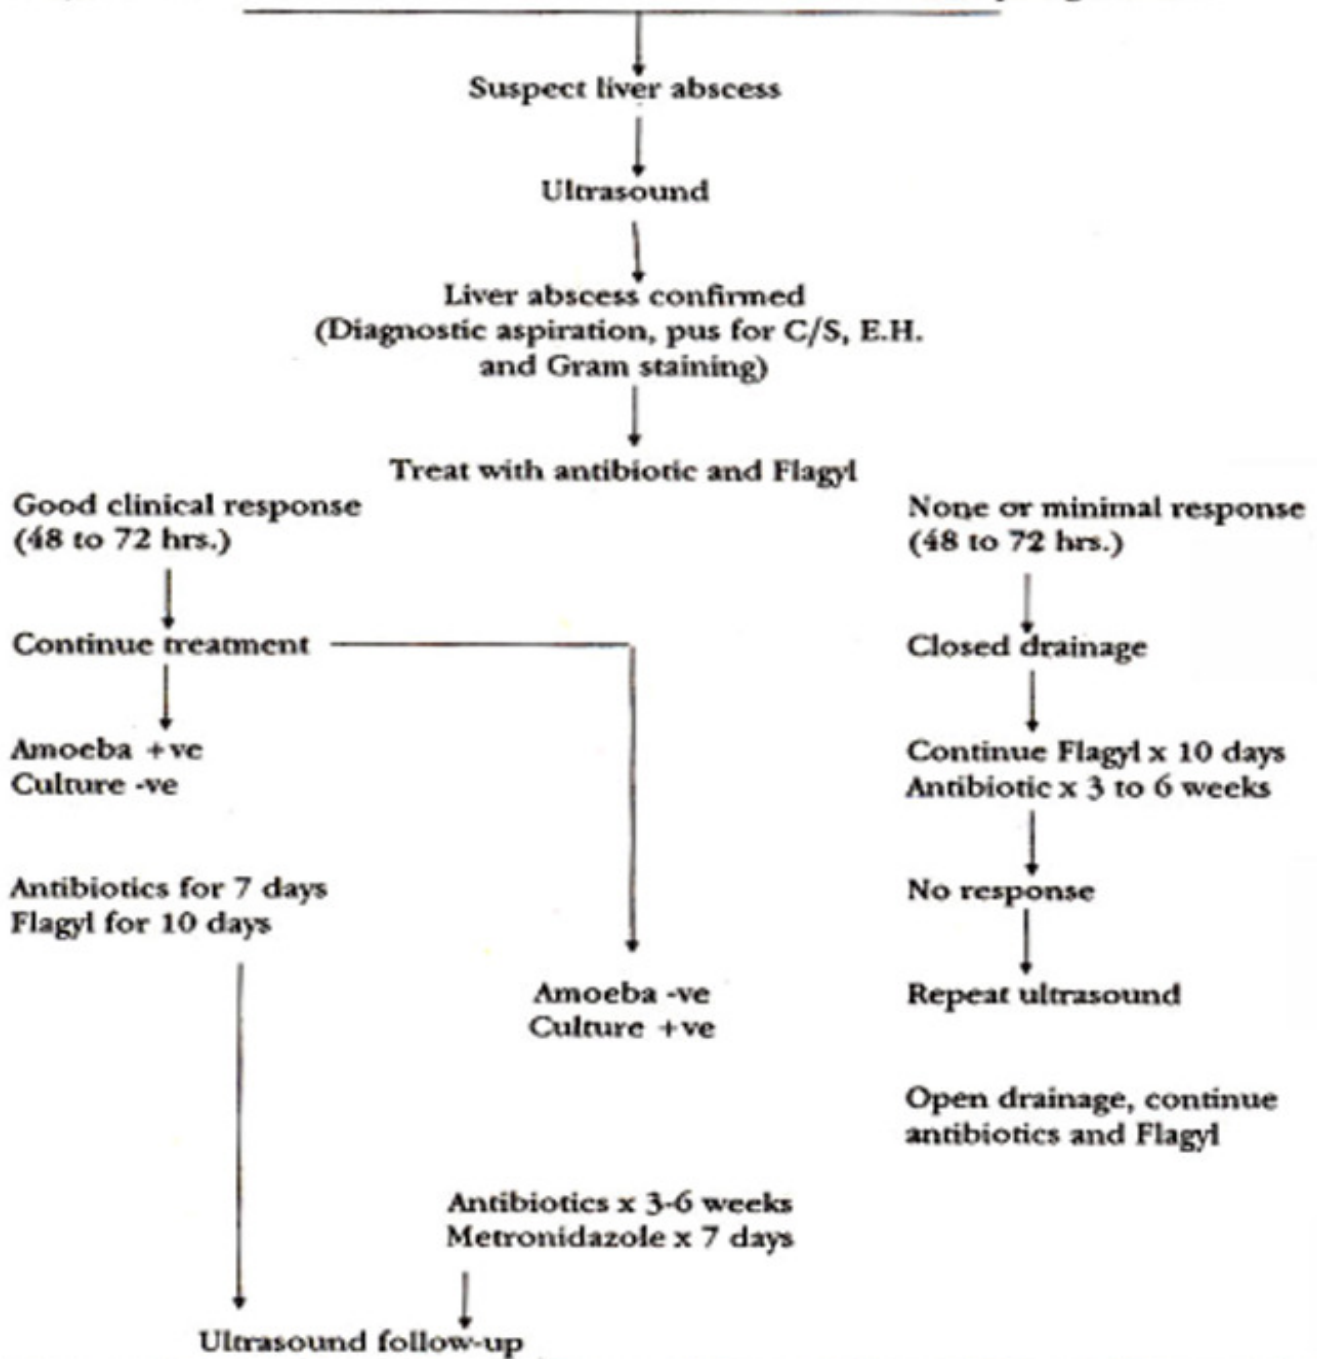 Suspect liver abscess
Ultrasound
Liver abscess confirmed
(Diagnostic aspiration, pus for C/S, E.H.
and Gram staining)
Treat with antibiotic and Flagyl
Good clinical response
(48 to 72 hrs.)
Continue treatment
Amoeba +ve
Culture -ve
Antibiotics for 7 days
Flagyl for 10 days
Amoeba -ve
Culture +ve
Antibiotics x 3-6 weeks
Metronidazole x 7 days
Ultrasound follow-up
None or minimal response
(48 to 72 hrs.)
Closed drainage
Continue Flagyl x 10 days
Antibiotic x 3 to 6 weeks
No response
Repeat ultrasound
Open drainage, continue
antibiotics and Flagyl